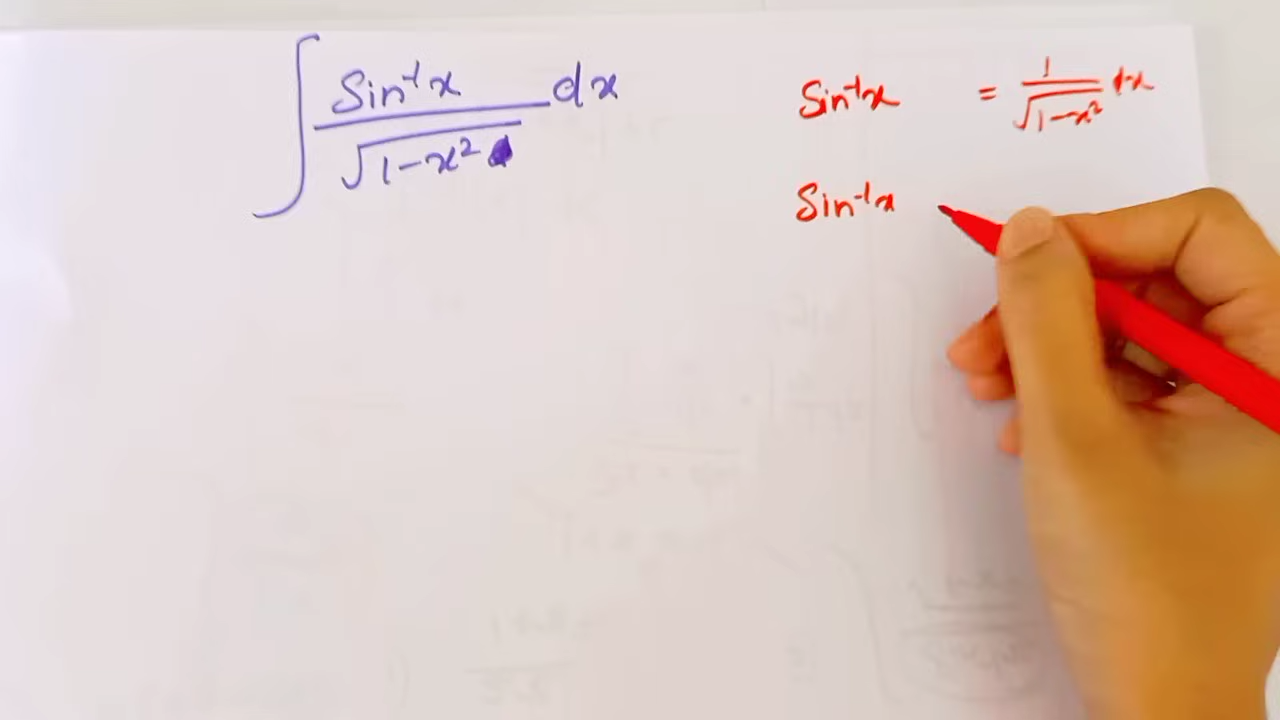 ∫ Sin⁻¹x / √1−x² dx
Sin⁻¹x = 1 / √1−x² dx
Sin⁻¹x